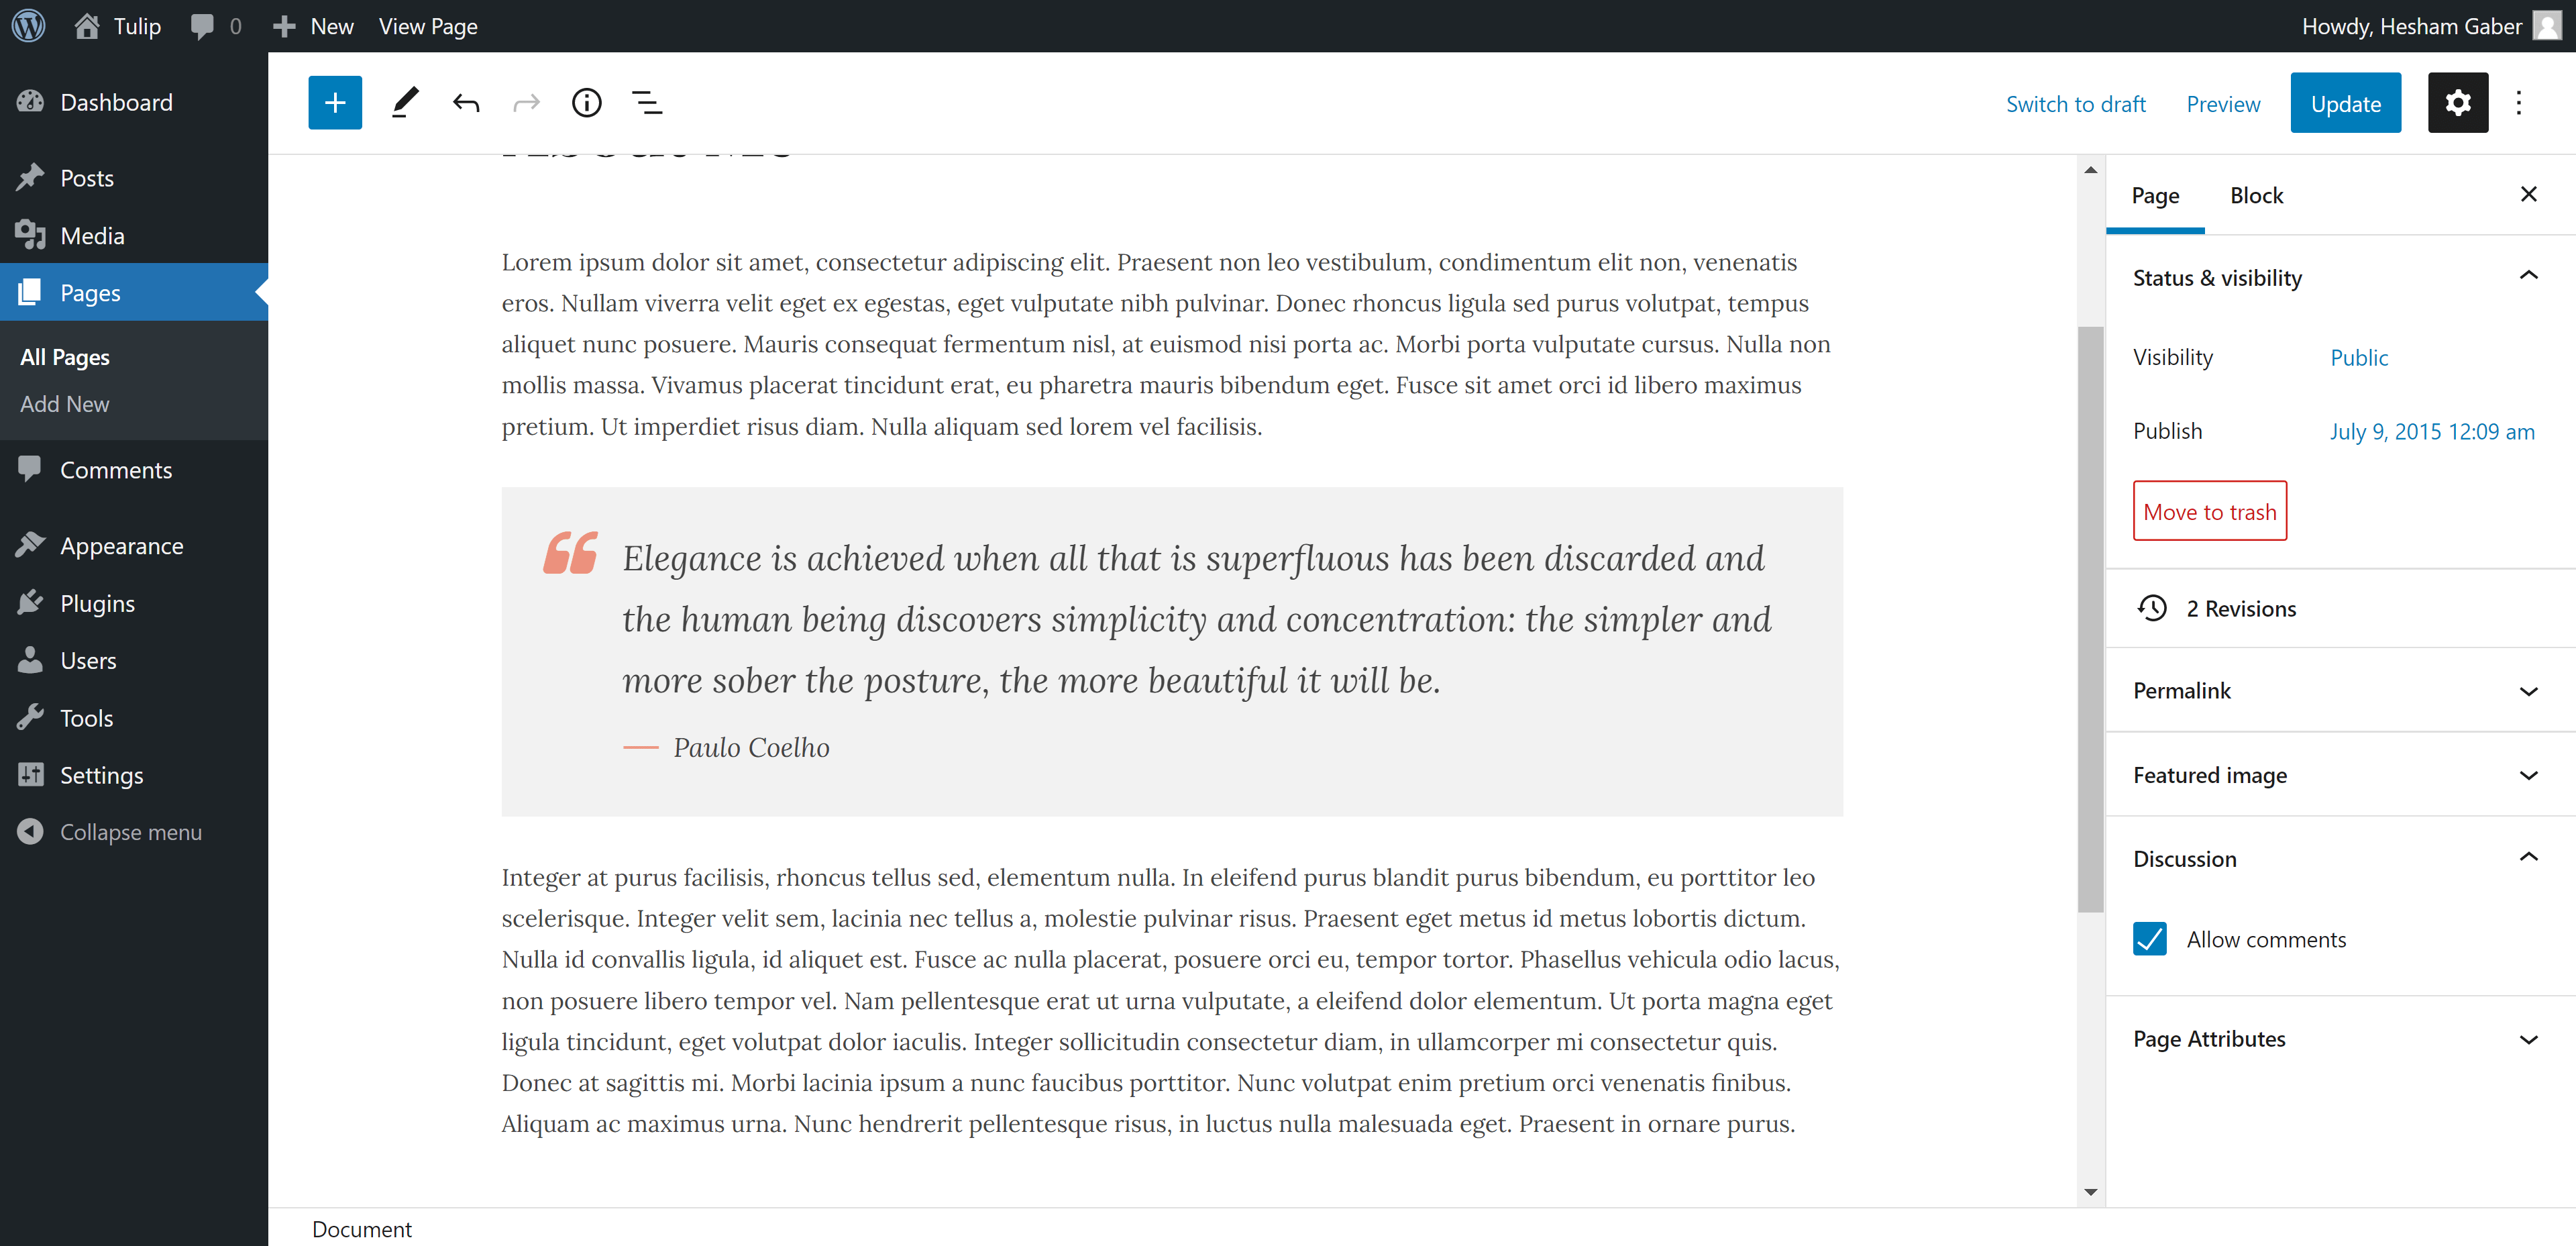 Tulip 0 New View Page Howdy, Hesham Gaber
Dashboard
Posts
Media
Pages
All Pages
Add New
Comments
Appearance
Plugins
Users
Tools
Settings
Collapse menu
Switch to draft Preview Update
About Me
Lorem ipsum dolor sit amet, consectetur adipiscing elit. Praesent non leo vestibulum, condimentum elit non, venenatis
eros. Nullam viverra velit eget ex egestas, eget vulputate nibh pulvinar. Donec rhoncus ligula sed purus volutpat, tempus
aliquet nunc posuere. Mauris consequat fermentum nisl, at euismod nisi porta ac. Morbi porta vulputate cursus. Nulla non
mollis massa. Vivamus placerat tincidunt erat, eu pharetra mauris bibendum eget. Fusce sit amet orci id libero maximus
pretium. Ut imperdiet risus diam. Nulla aliquam sed lorem vel facilisis.
“ Elegance is achieved when all that is superfluous has been discarded and
the human being discovers simplicity and concentration: the simpler and
more sober the posture, the more beautiful it will be.
— Paulo Coelho
Integer at purus facilisis, rhoncus tellus sed, elementum nulla. In eleifend purus blandit purus bibendum, eu porttitor leo
scelerisque. Integer velit sem, lacinia nec tellus a, molestie pulvinar risus. Praesent eget metus id metus lobortis dictum.
Nulla id convallis ligula, id aliquet est. Fusce ac nulla placerat, posuere orci eu, tempor tortor. Phasellus vehicula odio lacus,
non posuere libero tempor vel. Nam pellentesque erat ut urna vulputate, a eleifend dolor elementum. Ut porta magna eget
ligula tincidunt, eget volutpat dolor iaculis. Integer sollicitudin consectetur diam, in ullamcorper mi consectetur quis.
Donec at sagittis mi. Morbi lacinia ipsum a nunc faucibus porttitor. Nunc volutpat enim pretium orci venenatis finibus.
Aliquam ac maximus urna. Nunc hendrerit pellentesque risus, in luctus nulla malesuada eget. Praesent in ornare purus.
Document
Page Block
Status & visibility
Visibility Public
Publish July 9, 2015 12:09 am
Move to trash
2 Revisions
Permalink
Featured image
Discussion
Allow comments
Page Attributes